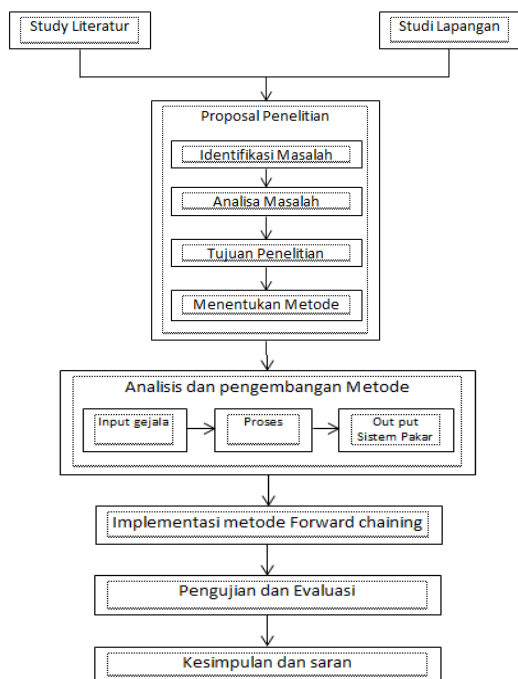 Study Literatur
Studi Lapangan
Proposal Penelitian
Identifikasi Masalah
Analisa Masalah
Tujuan Penelitian
Menentukan Metode
Analisis dan pengembangan Metode
Input gejala
Proses
Out put
Sistem Pakar
Implementasi metode Forward chaining
Pengujian dan Evaluasi
Kesimpulan dan saran